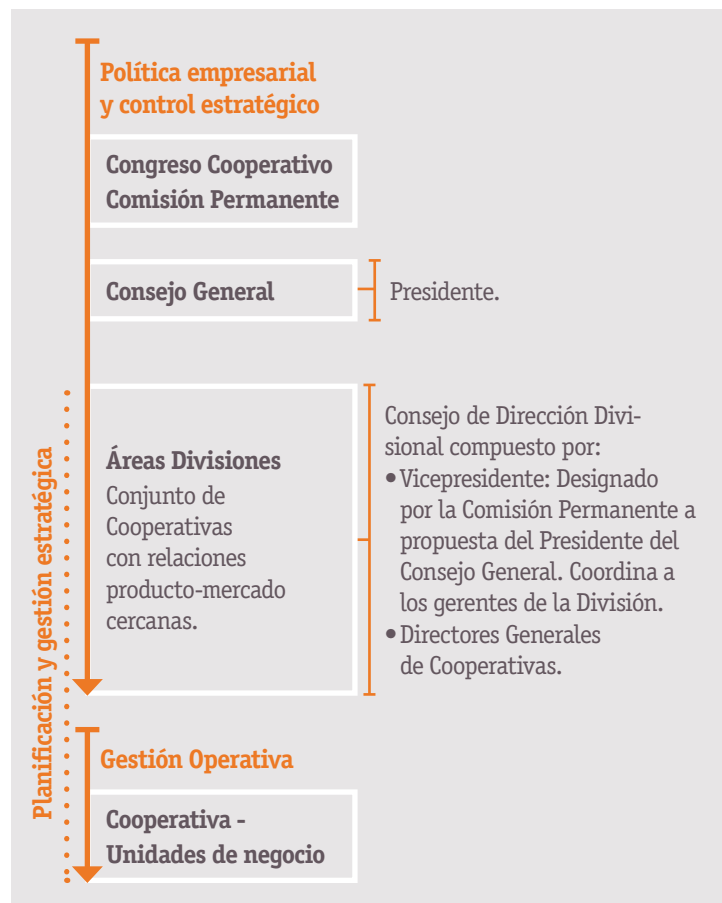 Política empresarial
y control estratégico
Congreso Cooperativo
Comisión Permanente
Consejo General
Presidente.
Planificación y gestión estratégica
Áreas Divisiones
Conjunto de
Cooperativas
con relaciones
producto-mercado
cercanas.
Consejo de Dirección Divi-
sional compuesto por:
• Vicepresidente: Designado
por la Comisión Permanente a
propuesta del Presidente del
Consejo General. Coordina a
los gerentes de la División.
• Directores Generales
de Cooperativas.
Gestión Operativa
Cooperativa -
Unidades de negocio